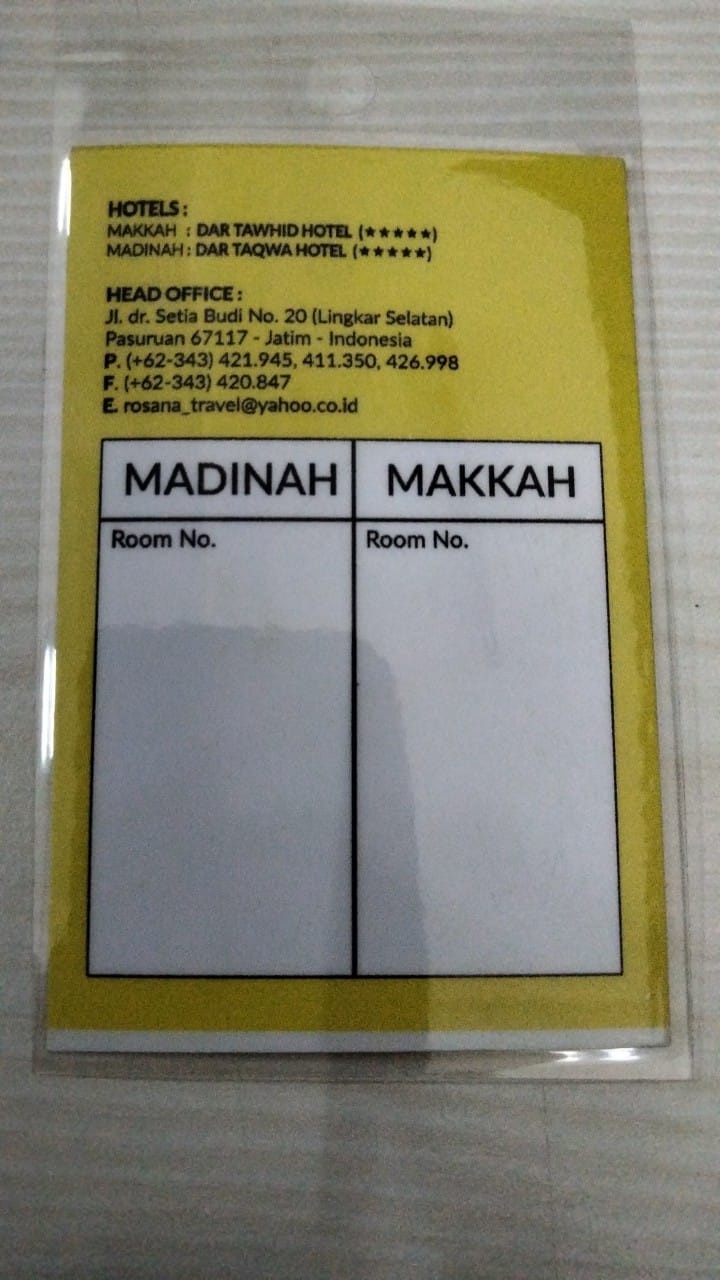 HOTELS :
MAKKAH : DAR TAWHID HOTEL (★★★★★)
MADINAH : DAR TAQWA HOTEL (★★★★★)
HEAD OFFICE :
Jl. dr. Setia Budi No. 20 (Lingkar Selatan)
Pasuruan 67117 - Jatim - Indonesia
P. (+62-343) 421.945, 411.350, 426.998
F. (+62-343) 420.847
E. rosana_travel@yahoo.co.id
MADINAH MAKKAH
Room No. Room No.